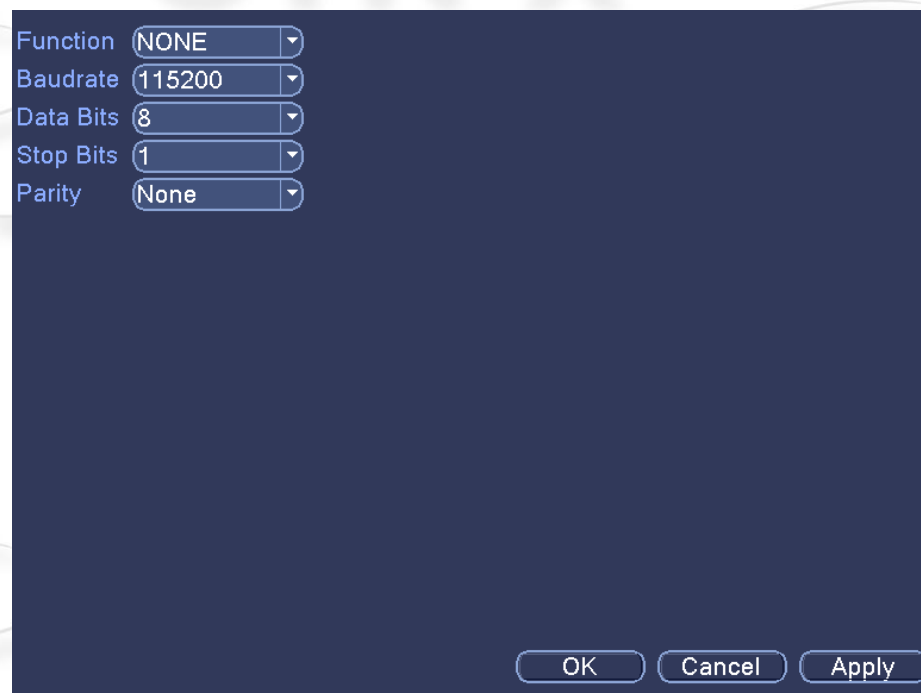 Function NONE
Baudrate 115200
Data Bits 8
Stop Bits 1
Parity None
OK Cancel Apply